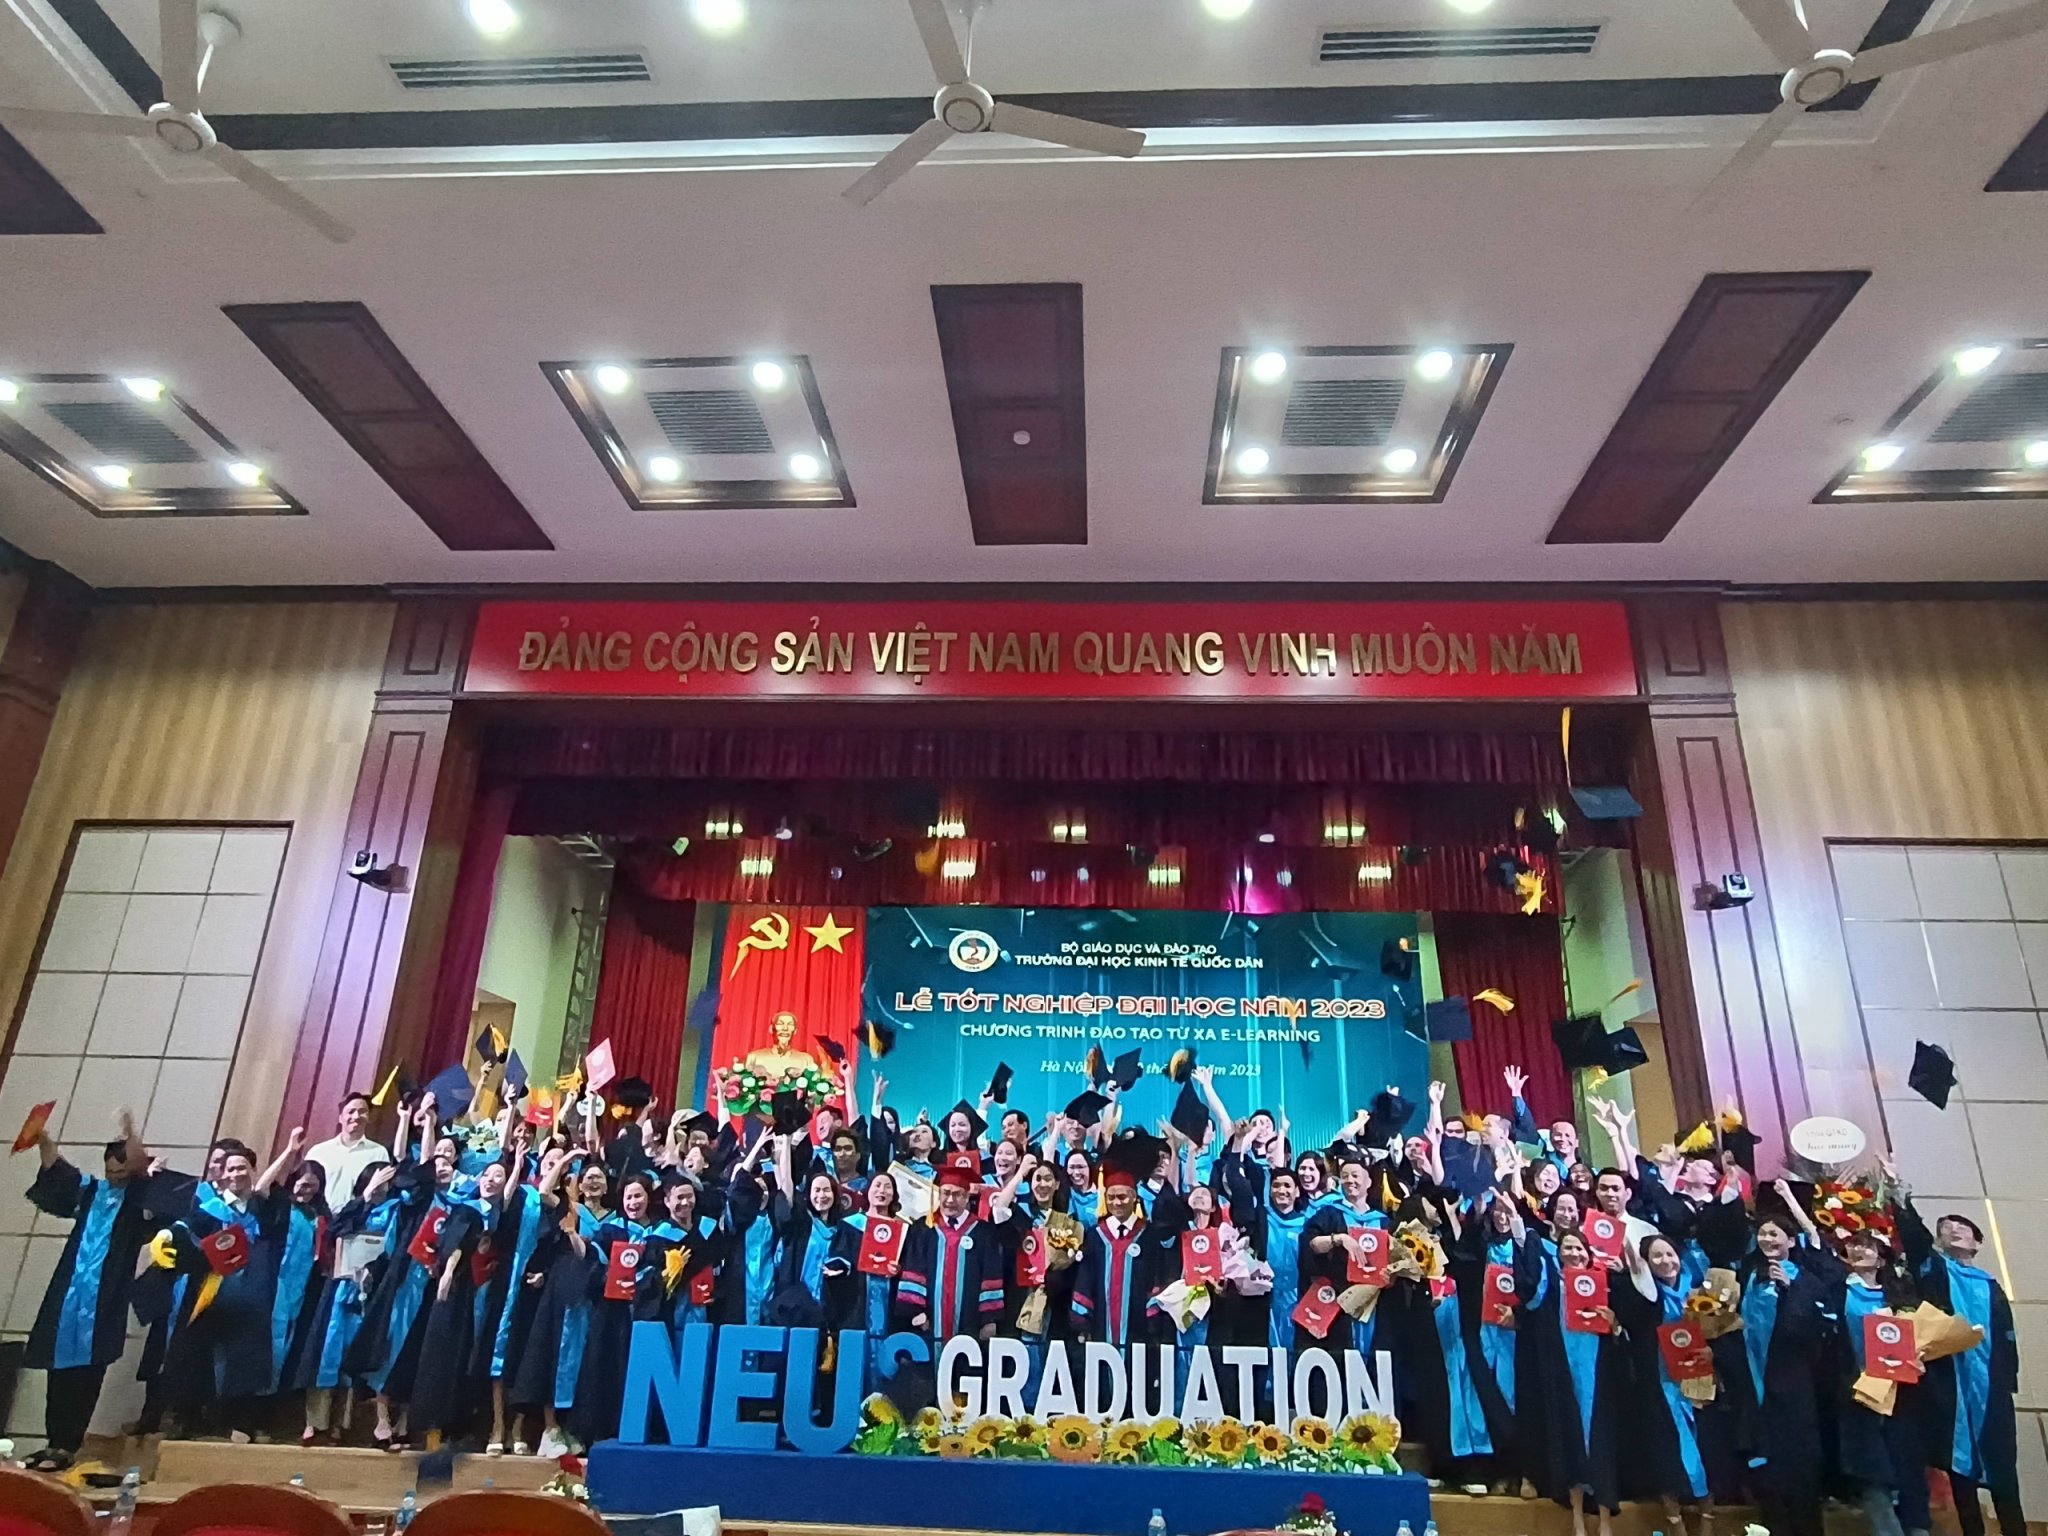 ĐẢNG CỘNG SẢN VIỆT NAM QUANG VINH MUÔN NĂM
BỘ GIÁO DỤC VÀ ĐÀO TẠO
TRƯỜNG ĐẠI HỌC KINH TẾ QUỐC DÂN
LỄ TỐT NGHIỆP ĐẠI HỌC NĂM 2023
CHƯƠNG TRÌNH ĐÀO TẠO TỪ XA E-LEARNING
Hà Nội, năm 2023
NEU'S GRADUATION